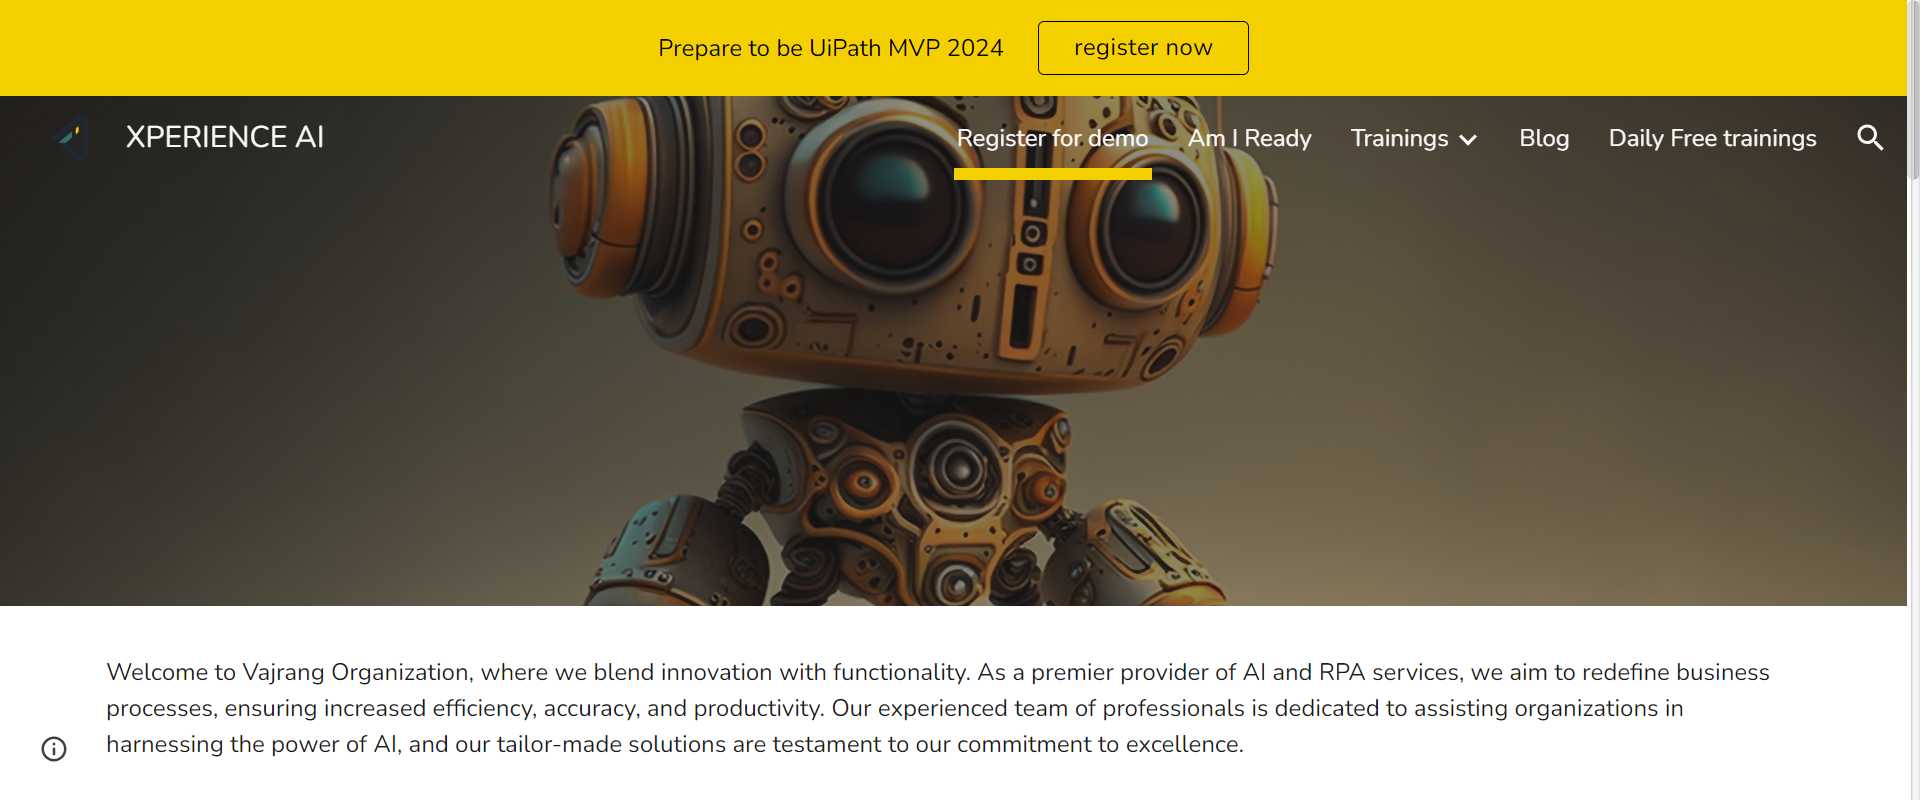 Prepare to be UiPath MVP 2024 register now
XPERIENCE AI Register for demo Am I Ready Trainings Blog Daily Free trainings
Welcome to Vajrang Organization, where we blend innovation with functionality. As a premier provider of AI and RPA services, we aim to redefine business
processes, ensuring increased efficiency, accuracy, and productivity. Our experienced team of professionals is dedicated to assisting organizations in
harnessing the power of AI, and our tailor-made solutions are testament to our commitment to excellence.